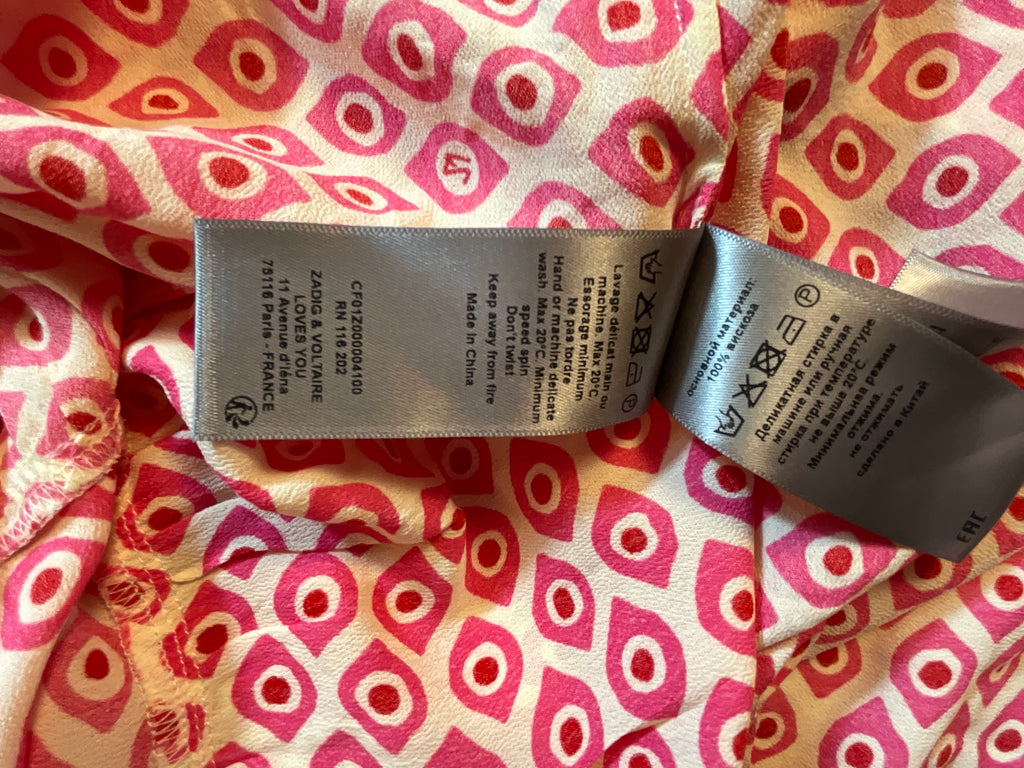 Lavage délicat main ou
machine. Max 20°C.
Essorage minimum
Ne pas tordre
Hand or machine delicate
wash. Max 20°C. Minimum
speed spin
Don't twist
Keep away from fire
Made in China
RN 116 202
ZADIG & VOLTAIRE
LOVES YOU
11 Avenue d'Iéna
75116 Paris - FRANCE
основной материал:
100% вискоза
P
Деликатная стирка в
машине или ручная
стирка при температуре
не выше 20°C
Минимальная режим
отжима.
не отжимать
сделано в Китай
EAC